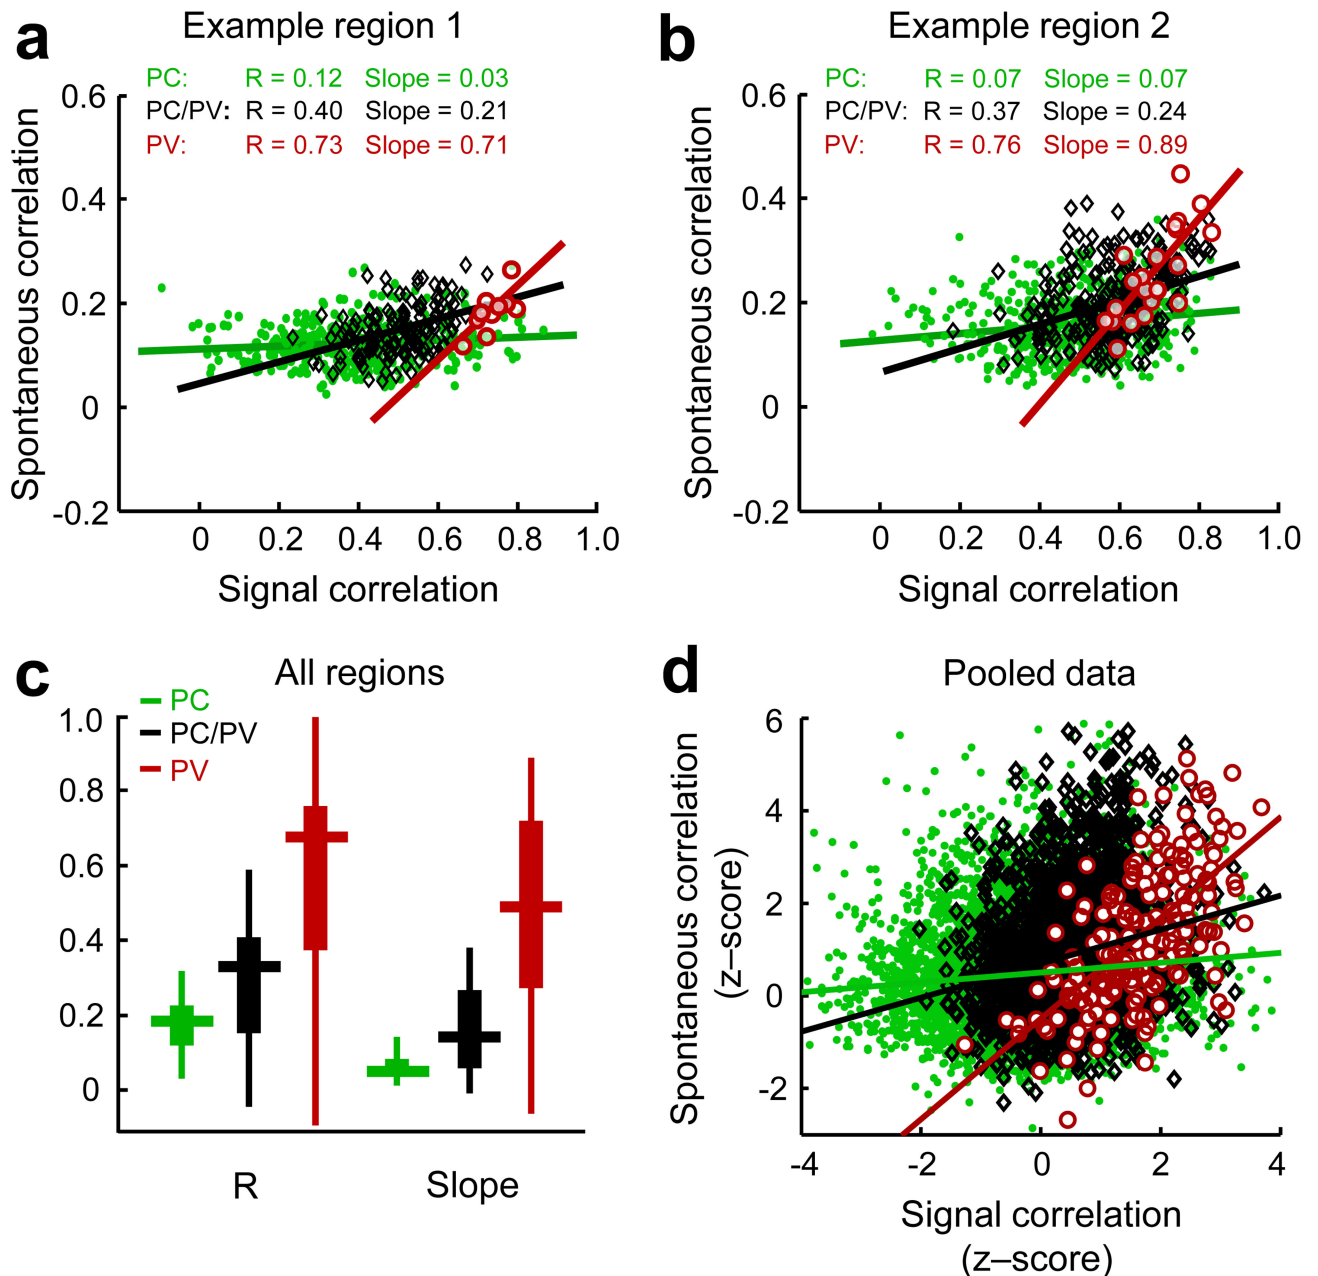 a
Example region 1
PC: R = 0.12 Slope = 0.03
PC/PV: R = 0.40 Slope = 0.21
PV: R = 0.73 Slope = 0.71
Spontaneous correlation
0.6
0.4
0.2
0
-0.2
0 0.2 0.4 0.6 0.8 1.0
Signal correlation
b
Example region 2
PC: R = 0.07 Slope = 0.07
PC/PV: R = 0.37 Slope = 0.24
PV: R = 0.76 Slope = 0.89
Spontaneous correlation
0.6
0.4
0.2
0
-0.2
0 0.2 0.4 0.6 0.8 1.0
Signal correlation
c
All regions
PC
PC/PV
PV
1.0
0.8
0.6
0.4
0.2
0
R Slope
d
Pooled data
Spontaneous correlation
(z–score)
6
4
2
0
-2
-4 -2 0 2 4
Signal correlation
(z–score)